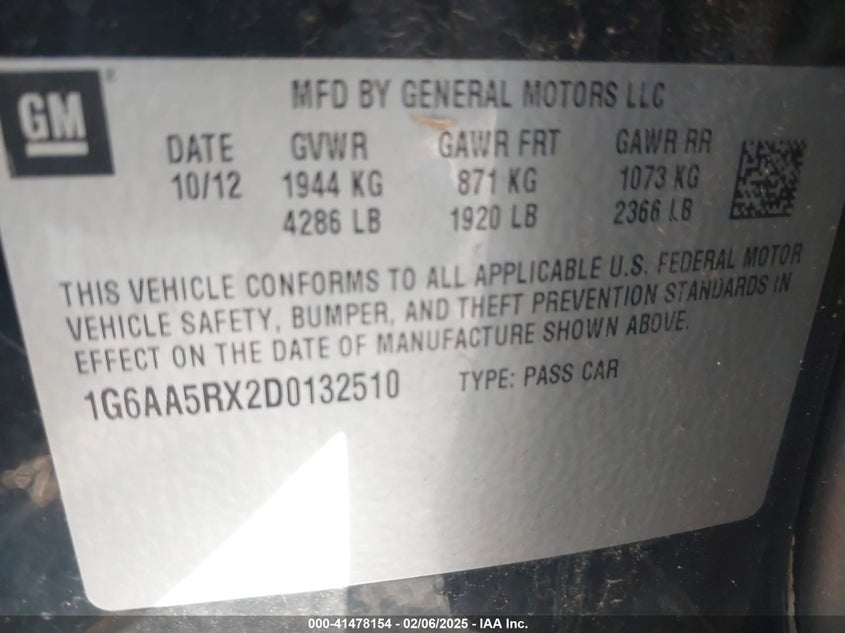 GM
MFD BY GENERAL MOTORS LLC
DATE GVWR GAWR FRT GAWR RR
10/12 1944 KG 871 KG 1073 KG
4286 LB 1920 LB 2366 LB
THIS VEHICLE CONFORMS TO ALL APPLICABLE U.S. FEDERAL MOTOR
VEHICLE SAFETY, BUMPER, AND THEFT PREVENTION STANDARDS IN
EFFECT ON THE DATE OF MANUFACTURE SHOWN ABOVE.
1G6AA5RX2D0132510 TYPE: PASS CAR
000-41478154 - 02/06/2025 - IAA Inc.